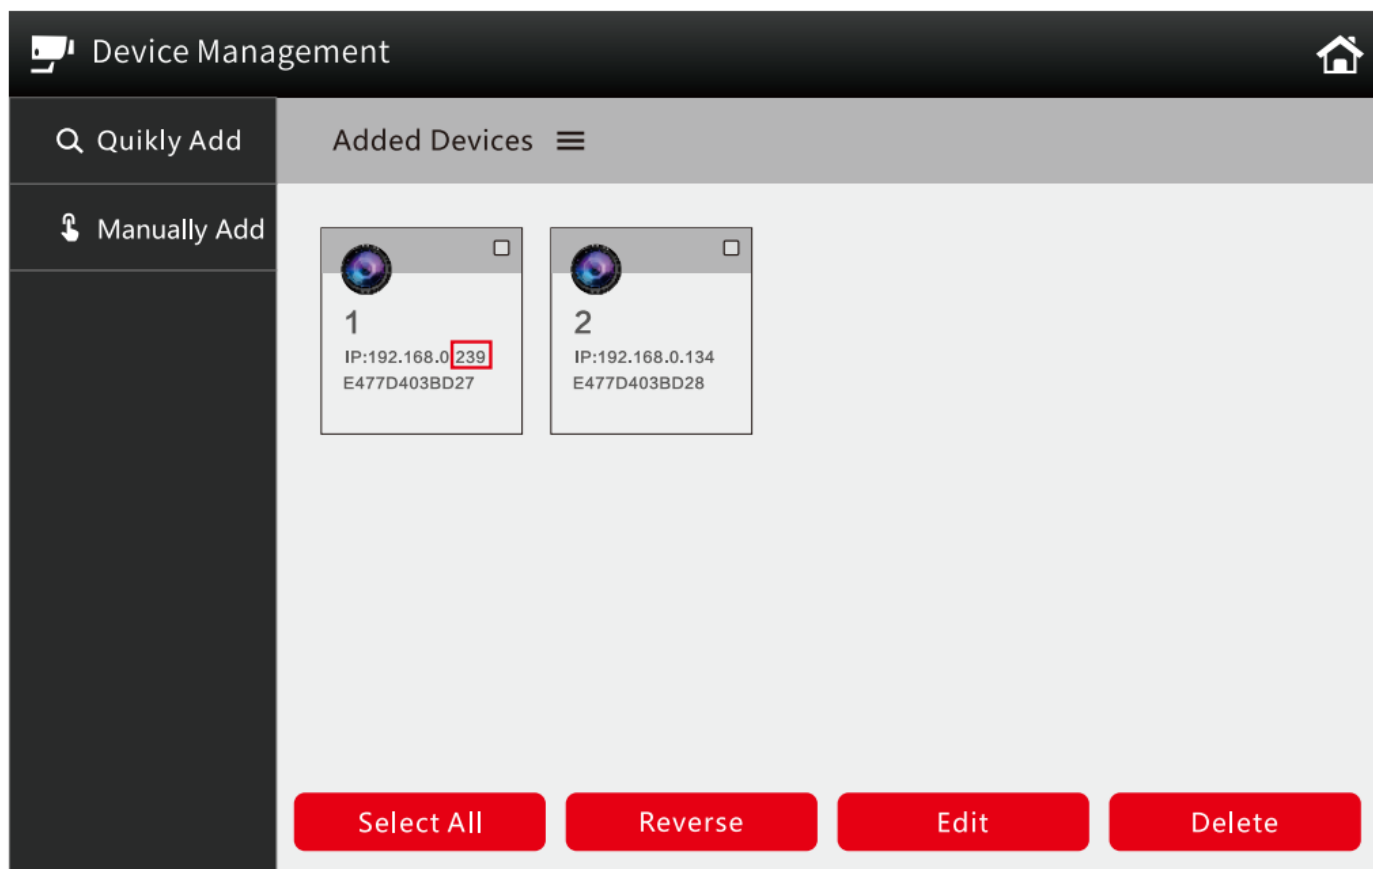 Device Management
Quikly Add
Added Devices
Manually Add
1
IP:192.168.0.239
E477D403BD27
2
IP:192.168.0.134
E477D403BD28
Select All
Reverse
Edit
Delete